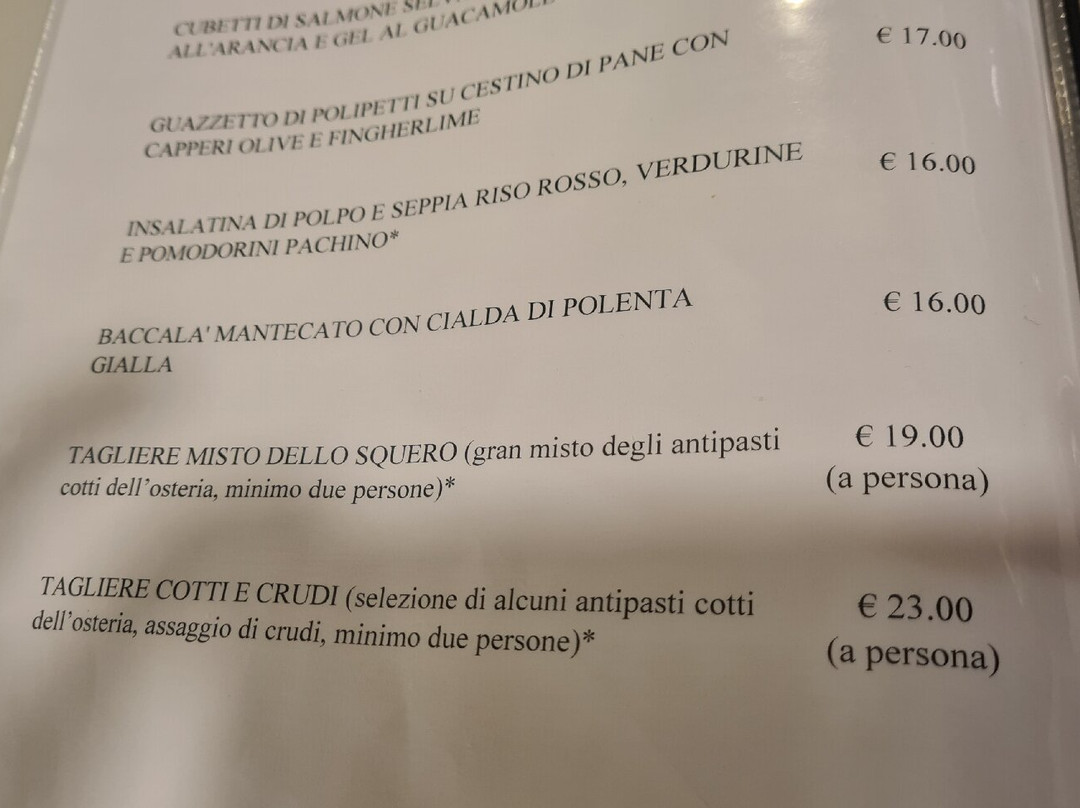 CUBETTI DI SALMONE
ALL'ARANCIA E GEL AL GUACAMOLE
GUAZZETTO DI POLIPETTI SU CESTINO DI PANE CON € 17.00
CAPPERI OLIVE E FINGHERLIME
INSALATINA DI POLPO E SEPPIA RISO ROSSO, VERDURINE € 16.00
E POMODORINI PACHINO*
BACCALA' MANTECATO CON CIALDA DI POLENTA € 16.00
GIALLA
TAGLIERE MISTO DELLO SQUERO (gran misto degli antipasti € 19.00
cotti dell'osteria, minimo due persone)* (a persona)
TAGLIERE COTTI E CRUDI (selezione di alcuni antipasti cotti € 23.00
dell'osteria, assaggio di crudi, minimo due persone)* (a persona)